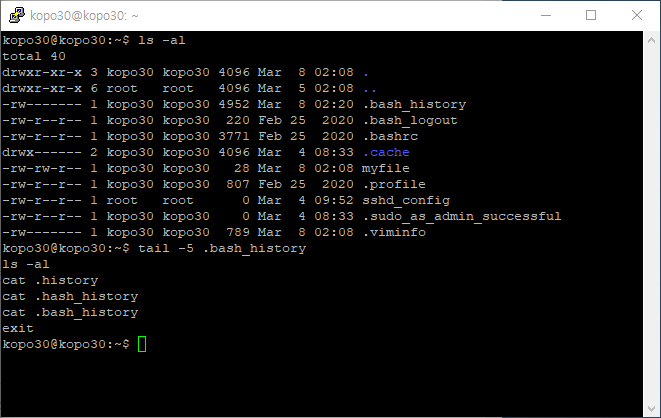 kopo30@kopo30: ~
kopo30@kopo30:~$ ls -al
total 40
drwxr-xr-x 3 kopo30 kopo30 4096 Mar  8 02:08 .
drwxr-xr-x 6 root   root   4096 Mar  5 02:08 ..
-rw------- 1 kopo30 kopo30 4952 Mar  8 02:20 .bash_history
-rw-r--r-- 1 kopo30 kopo30  220 Feb 25  2020 .bash_logout
-rw-r--r-- 1 kopo30 kopo30 3771 Feb 25  2020 .bashrc
drwx------ 2 kopo30 kopo30 4096 Mar  4 08:33 .cache
-rw-rw-r-- 1 kopo30 kopo30   28 Mar  8 02:08 myfile
-rw-r--r-- 1 kopo30 kopo30  807 Feb 25  2020 .profile
-rw-r--r-- 1 root   root      0 Mar  4 09:52 sshd_config
-rw-r--r-- 1 kopo30 kopo30    0 Mar  4 08:33 .sudo_as_admin_successful
-rw------- 1 kopo30 kopo30  789 Mar  8 02:08 .viminfo
kopo30@kopo30:~$ tail -5 .bash_history
ls -al
cat .history
cat .hash_history
cat .bash_history
exit
kopo30@kopo30:~$